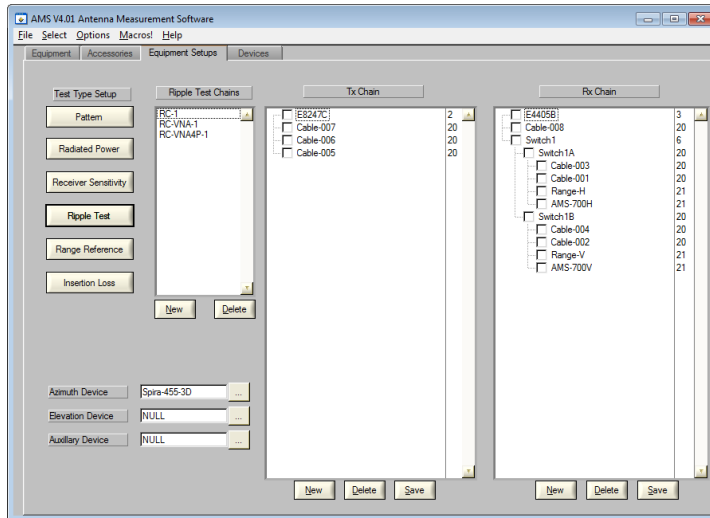 AMS V4.01 Antenna Measurement Software
File Select Options Macros! Help
Equipment Accessories Equipment Setups Devices
Test Type Setup
Pattern
Radiated Power
Receiver Sensitivity
Ripple Test
Range Reference
Insertion Loss
Ripple Test Chains
RC-1
RC-VNA-1
RC-VNA4P-1
New Delete
Tx Chain
E8247C 2
Cable-007 20
Cable-006 20
Cable-005 20
New Delete Save
Rx Chain
E4405B 3
Cable-008 20
Switch1 6
Switch1A 20
Cable-003 20
Cable-001 20
Range-H 21
AMS-700H 21
Switch1B 20
Cable-004 20
Cable-002 20
Range-V 21
AMS-700V 21
New Delete Save
Azimuth Device Spira-455-3D ...
Elevation Device NULL ...
Auxillary Device NULL ...